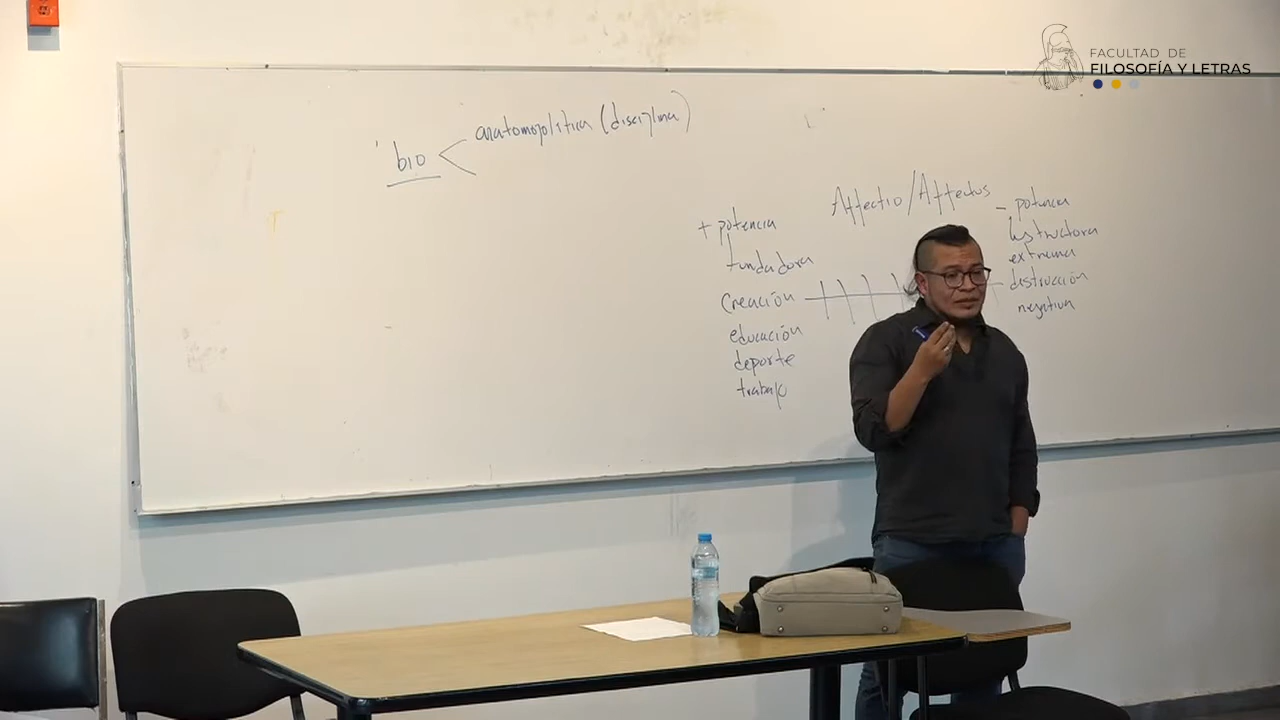 FACULTAD DE
FILOSOFÍA Y LETRAS
anatomopolítica (disciplina)
bio
Affectio/Affectus
+ potencia
fundadora
creación
educación
deporte
trabajo
- potencia
extrema
destrucción
negativa